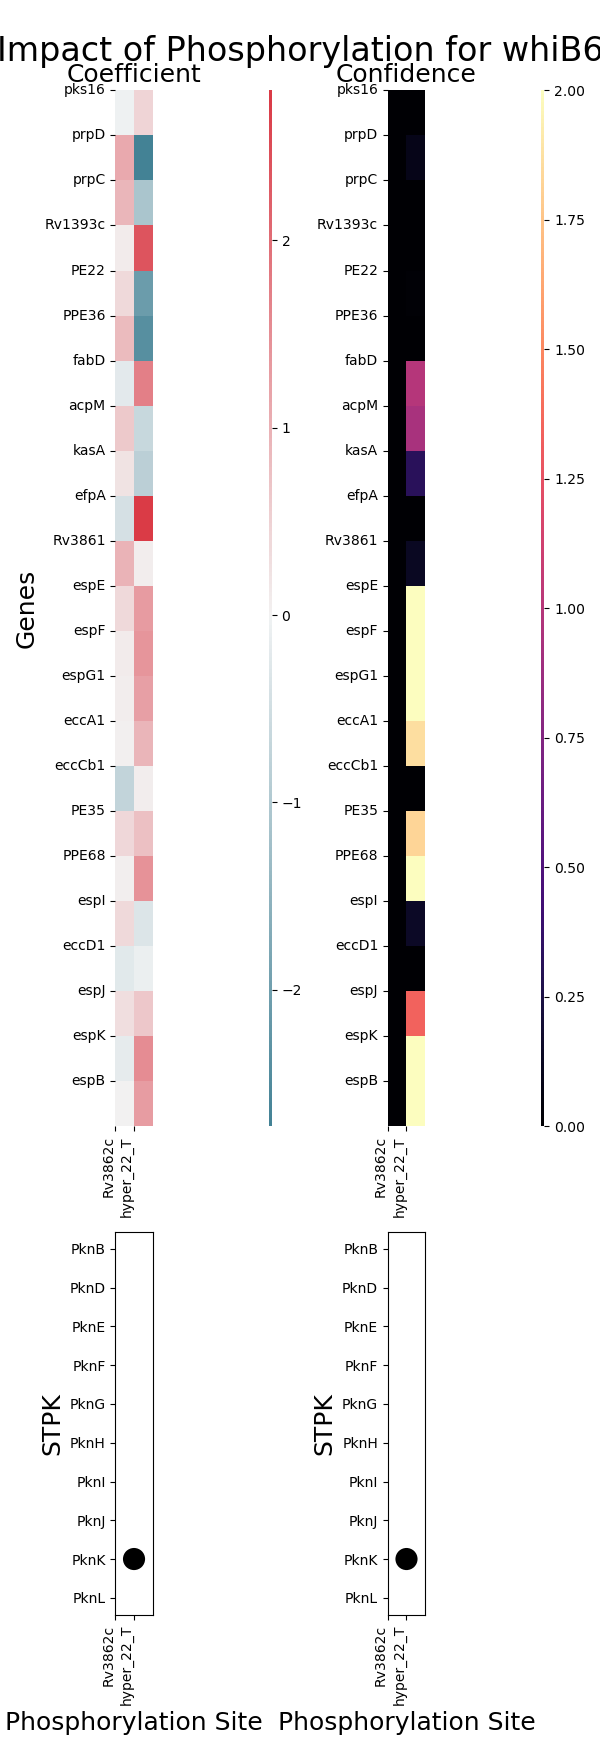 Impact of Phosphorylation for whiB6
Coefficient
Confidence
Genes
pks16
prpD
prpC
Rv1393c
PE22
PPE36
fabD
acpM
kasA
efpA
Rv3861
espE
espF
espG1
eccA1
eccCb1
PE35
PPE68
espI
eccD1
espJ
espK
espB
Rv3862c
hyper_22_T
2
1
0
−1
−2
pks16
prpD
prpC
Rv1393c
PE22
PPE36
fabD
acpM
kasA
efpA
Rv3861
espE
espF
espG1
eccA1
eccCb1
PE35
PPE68
espI
eccD1
espJ
espK
espB
Rv3862c
hyper_22_T
2.00
1.75
1.50
1.25
1.00
0.75
0.50
0.25
0.00
STPK
PknB
PknD
PknE
PknF
PknG
PknH
PknI
PknJ
PknK
PknL
Rv3862c
hyper_22_T
Phosphorylation Site
STPK
PknB
PknD
PknE
PknF
PknG
PknH
PknI
PknJ
PknK
PknL
Rv3862c
hyper_22_T
Phosphorylation Site